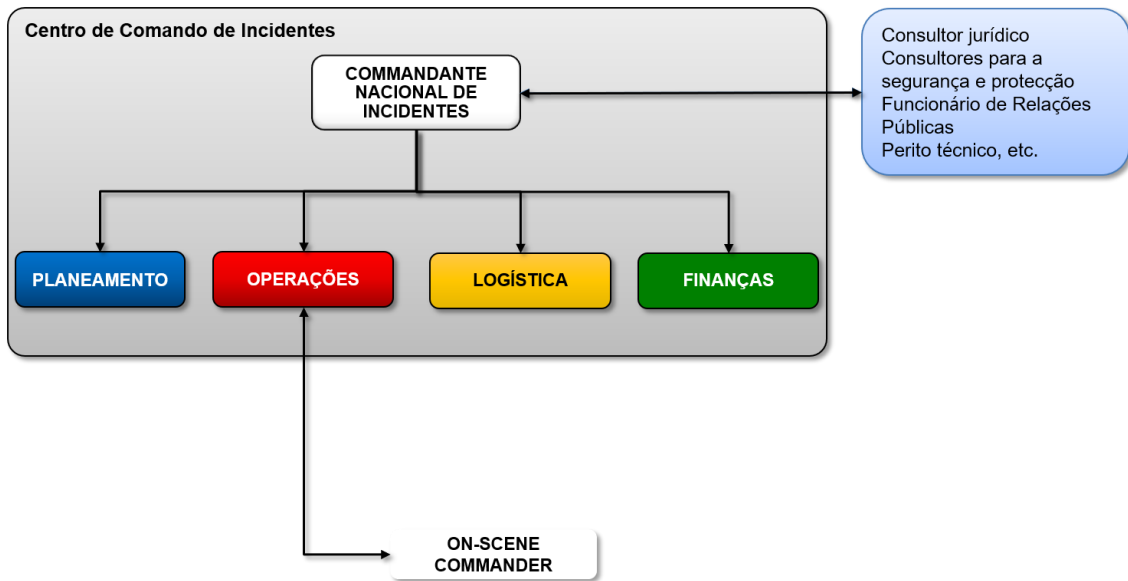 Centro de Comando de Incidentes
COMMANDANTE
NACIONAL DE
INCIDENTES
Consultor jurídico
Consultores para a
segurança e protecção
Funcionário de Relações
Públicas
Perito técnico, etc.
PLANEAMENTO
OPERAÇÕES
LOGÍSTICA
FINANÇAS
ON-SCENE
COMMANDER